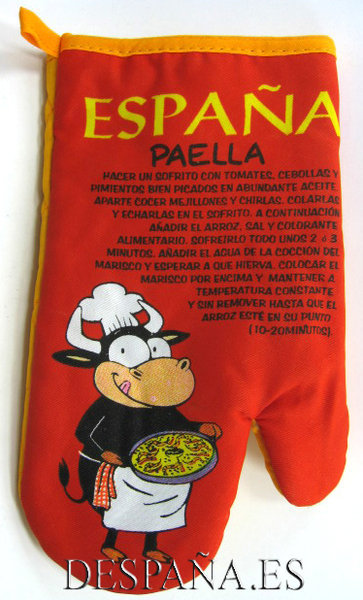 ESPAÑA
PAELLA
HACER UN SOFRITO CON TOMATES, CEBOLLAS Y
PIMIENTOS BIEN PICADOS EN ABUNDANTE ACEITE.
APARTE COCER MEJILLONES Y CHIRLAS. COLARLAS
Y ECHARLAS EN EL SOFRITO. A CONTINUACIÓN
AÑADIR EL ARROZ, SAL Y COLORANTE
ALIMENTARIO. SOFREIRLO TODO UNOS 2 ó 3
MINUTOS. AÑADIR EL AGUA DE LA COCCIÓN DEL
MARISCO Y ESPERAR A QUE HIERVA. COLOCAR EL
MARISCO POR ENCIMA Y MANTENER A
TEMPERATURA CONSTANTE
Y SIN REMOVER HASTA QUE EL
ARROZ ESTÉ EN SU PUNTO
(10-20MINUTOS).
DESPAÑA.ES